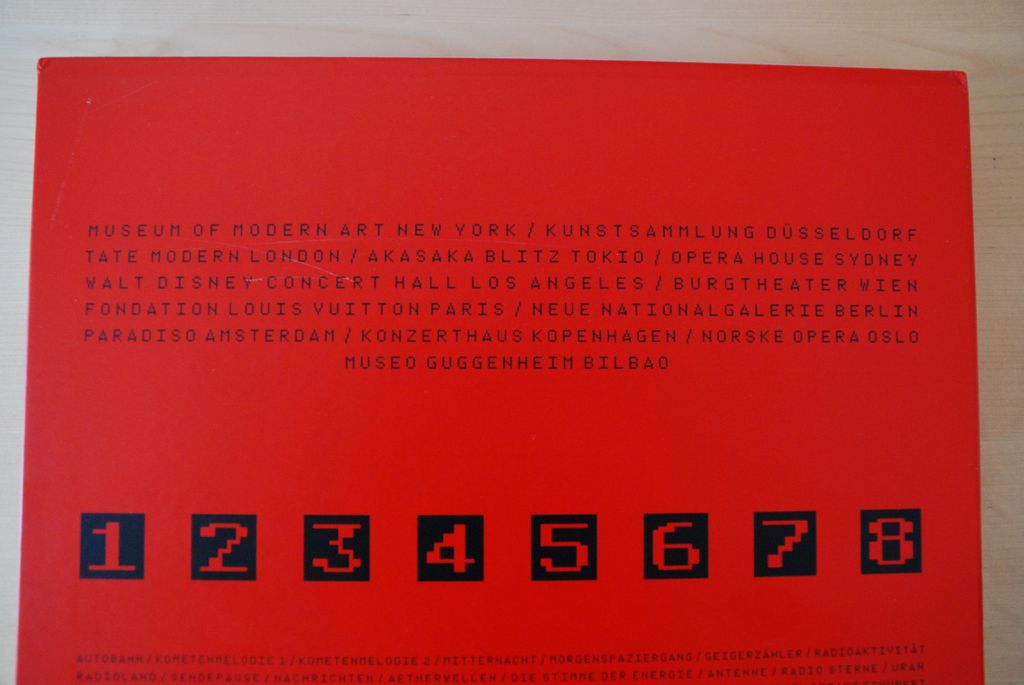 MUSEUM OF MODERN ART NEW YORK / KUNSTSAMMLUNG DÜSSELDORF
TATE MODERN LONDON / AKASAKA BLITZ TOKIO / OPERA HOUSE SYDNEY
WALT DISNEY CONCERT HALL LOS ANGELES / BURGTHEATER WIEN
FONDATION LOUIS VUITTON PARIS / NEUE NATIONALGALERIE BERLIN
PARADISO AMSTERDAM / KONZERTHAUS KOPENHAGEN / NORSKE OPERA OSLO
MUSEO GUGGENHEIM BILBAO
1 2 3 4 5 6 7 8
AUTOBAHN / KOMETENMELODIE 1 / KOMETENMELODIE 2 / MITTERNACHT / MORGENSPAZIERGANG / GEIGERZÄHLER / RADIOAKTIVITÄT
RADIOLAND / SENDEPAUSE / NACHRICHTEN / AETHERWELLEN / DIE STIMME DER ENERGIE / ANTENNE / RADIO STERNE / URAN